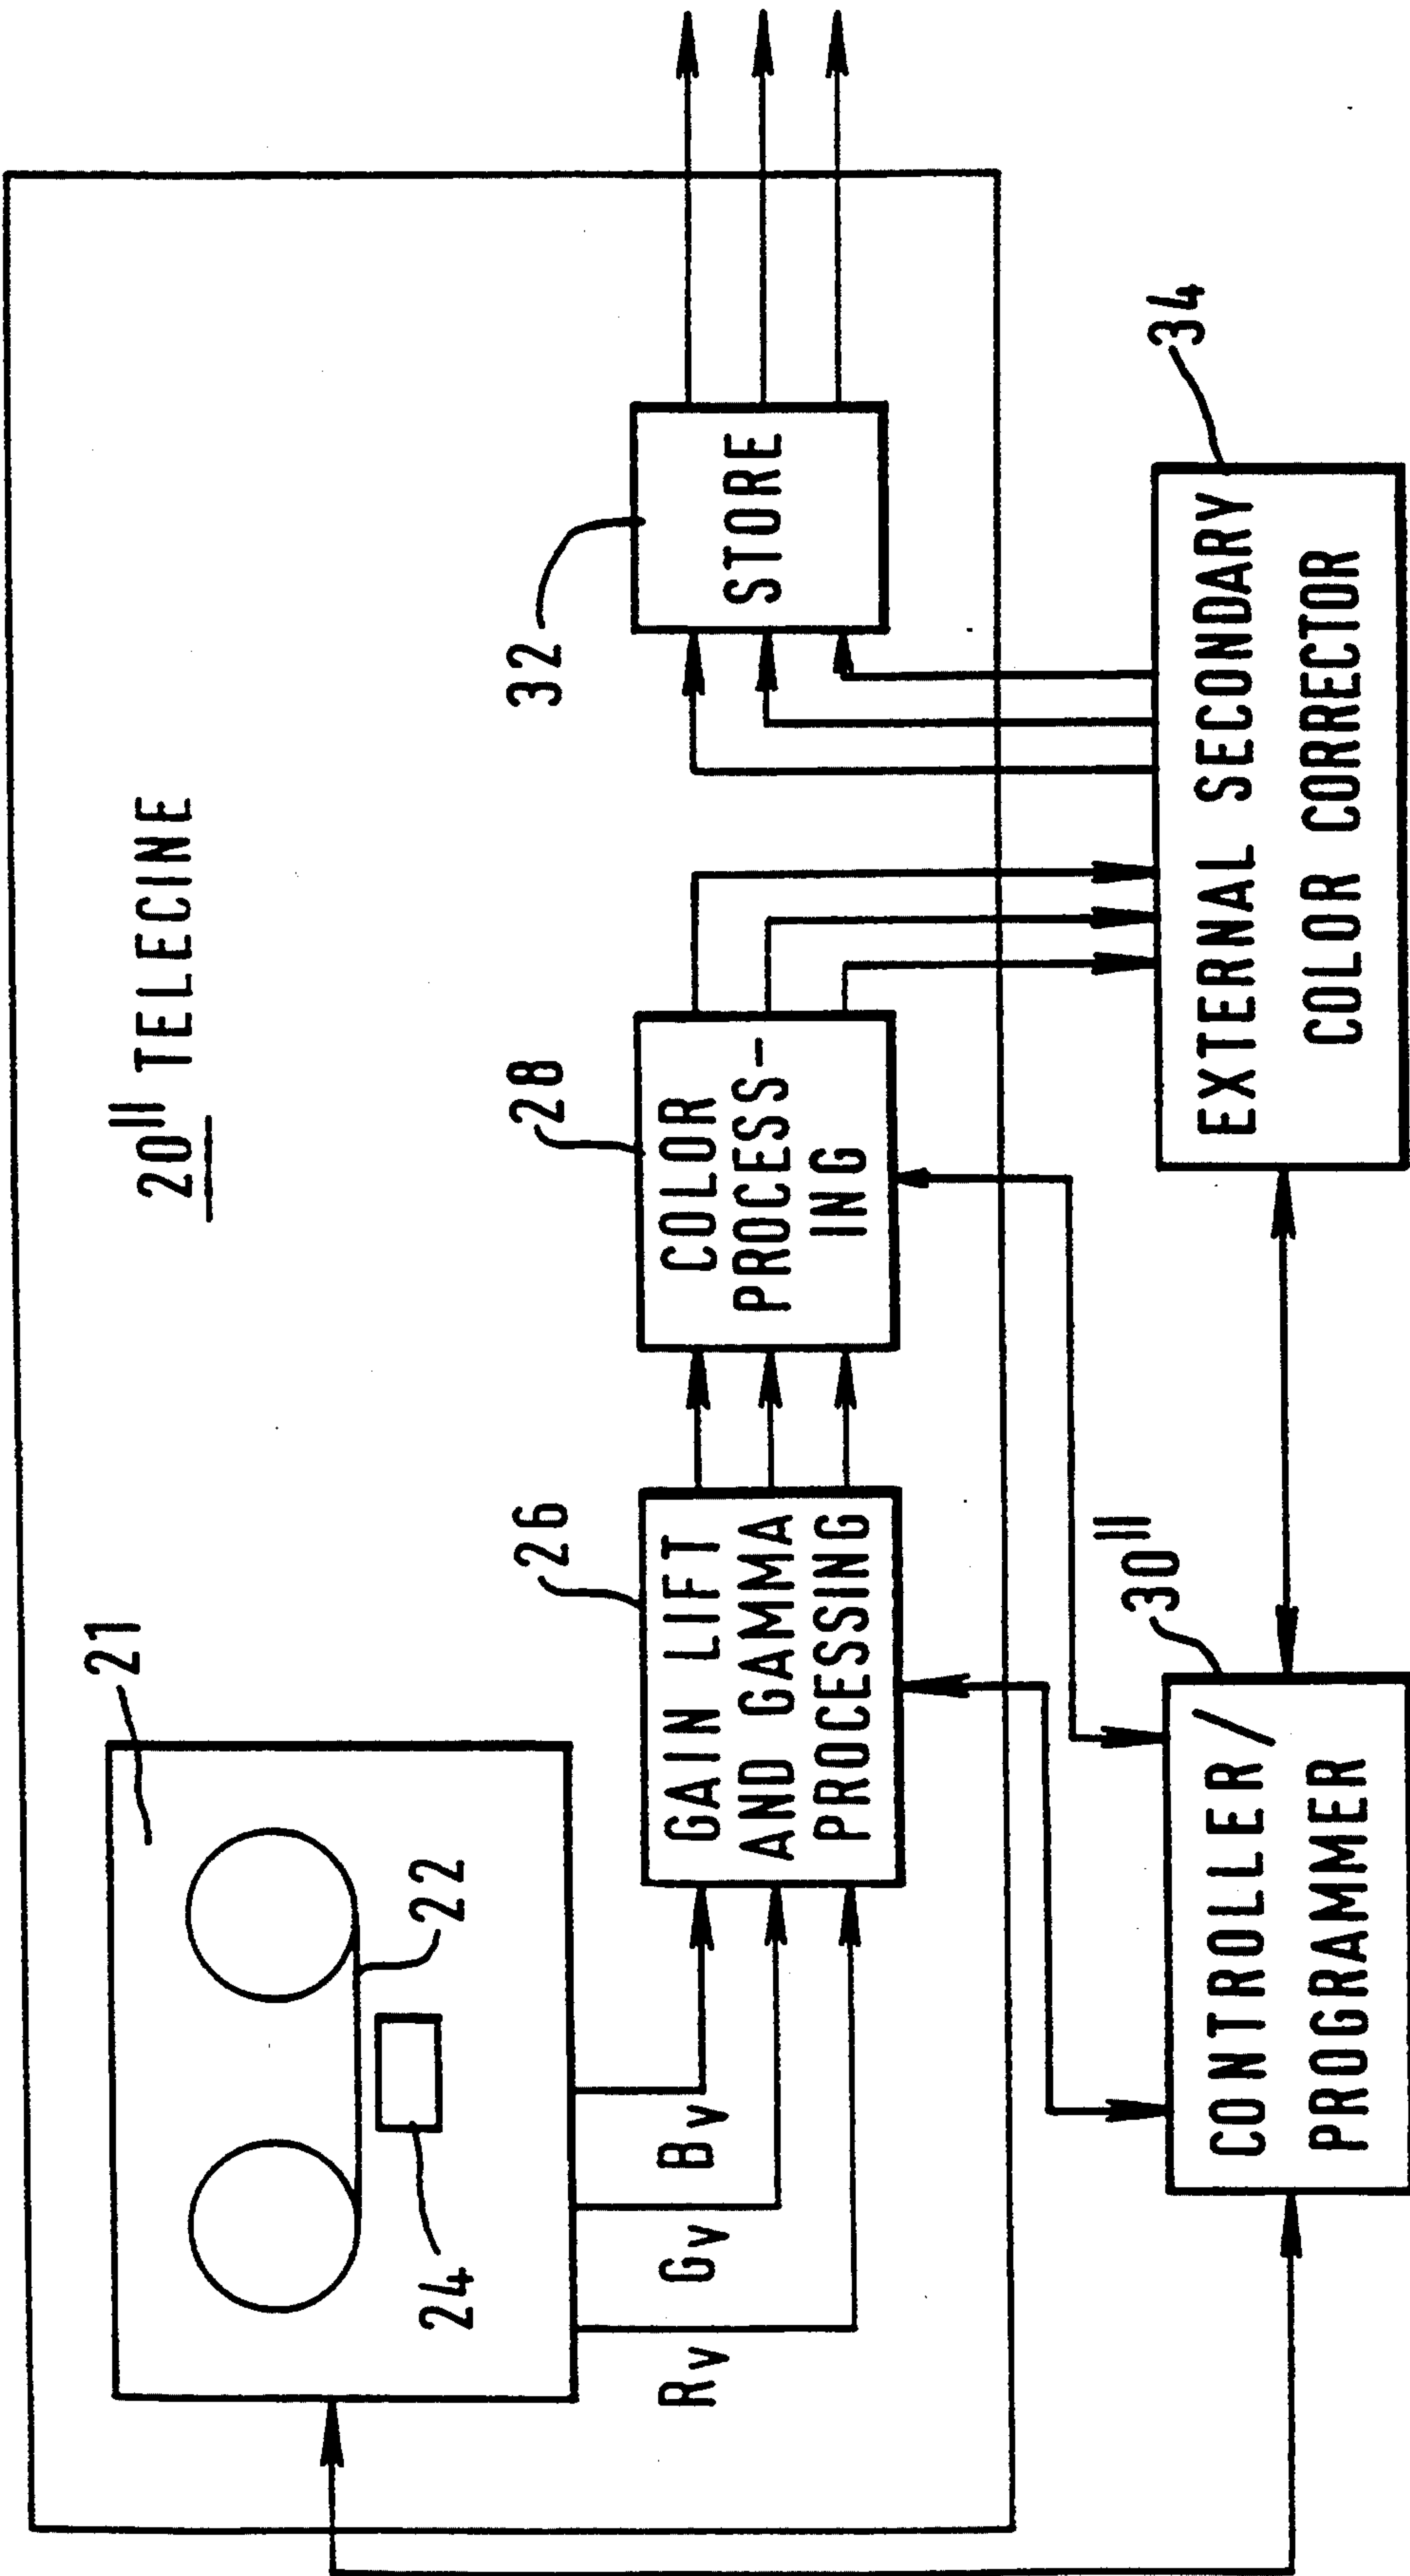 20" TELECINE
21
22
24
26
GAIN LIFT
AND GAMMA
PROCESSING
28
COLOR
PROCESS-
ING
32
STORE
Rv
Gv
Bv
30"
CONTROLLER/
PROGRAMMER
34
EXTERNAL SECONDARY
COLOR CORRECTOR